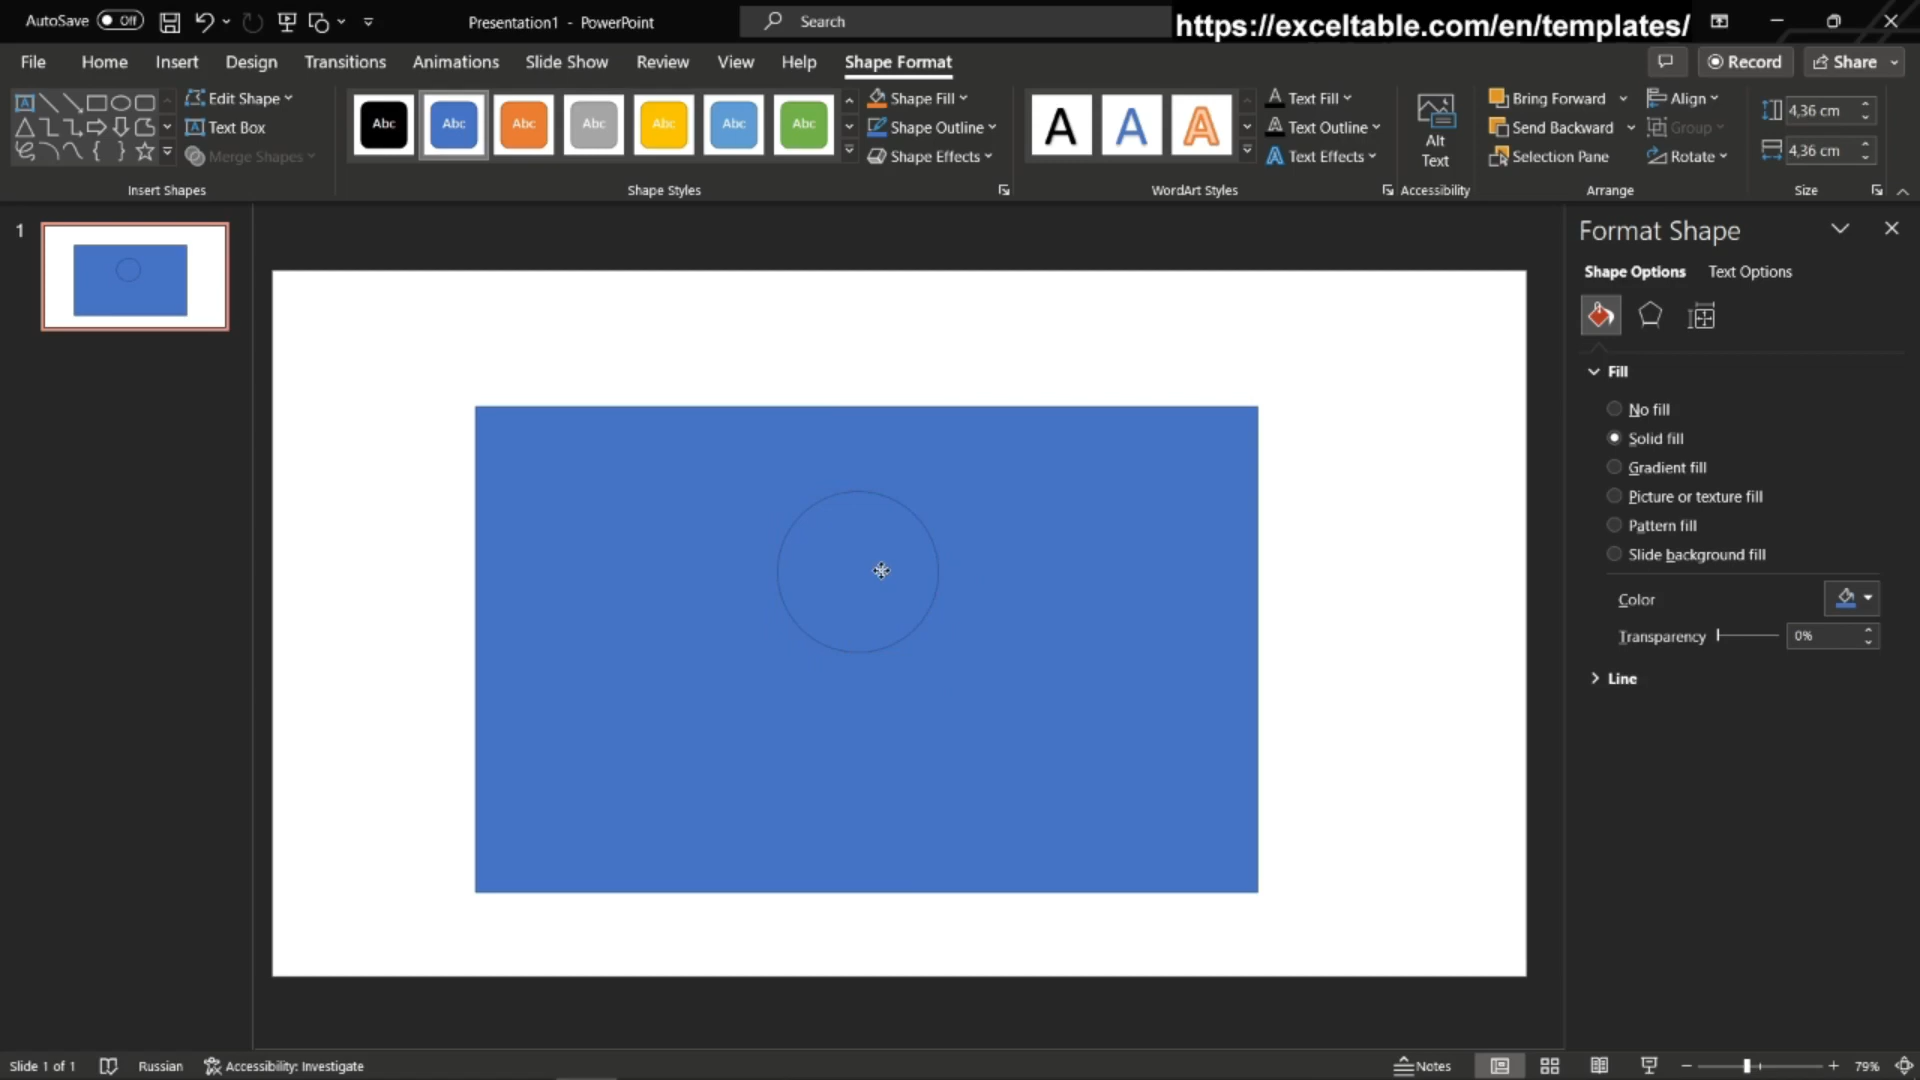 AutoSave Off
Presentation1 - PowerPoint
Search
https://exceltable.com/en/templates/
File Home Insert Design Transitions Animations Slide Show Review View Help Shape Format
Record Share
Edit Shape
Text Box
Merge Shapes
Insert Shapes
Abc Abc Abc Abc Abc Abc Abc
Shape Fill
Shape Outline
Shape Effects
Shape Styles
A A A
Text Fill
Text Outline
Text Effects
WordArt Styles
Alt
Text
Accessibility
Bring Forward
Send Backward
Selection Pane
Align
Group
Rotate
Arrange
4,36 cm
4,36 cm
Size
1
Format Shape
Shape Options Text Options
Fill
No fill
Solid fill
Gradient fill
Picture or texture fill
Pattern fill
Slide background fill
Color
Transparency 0%
Line
Slide 1 of 1 Russian Accessibility: Investigate
Notes 79%